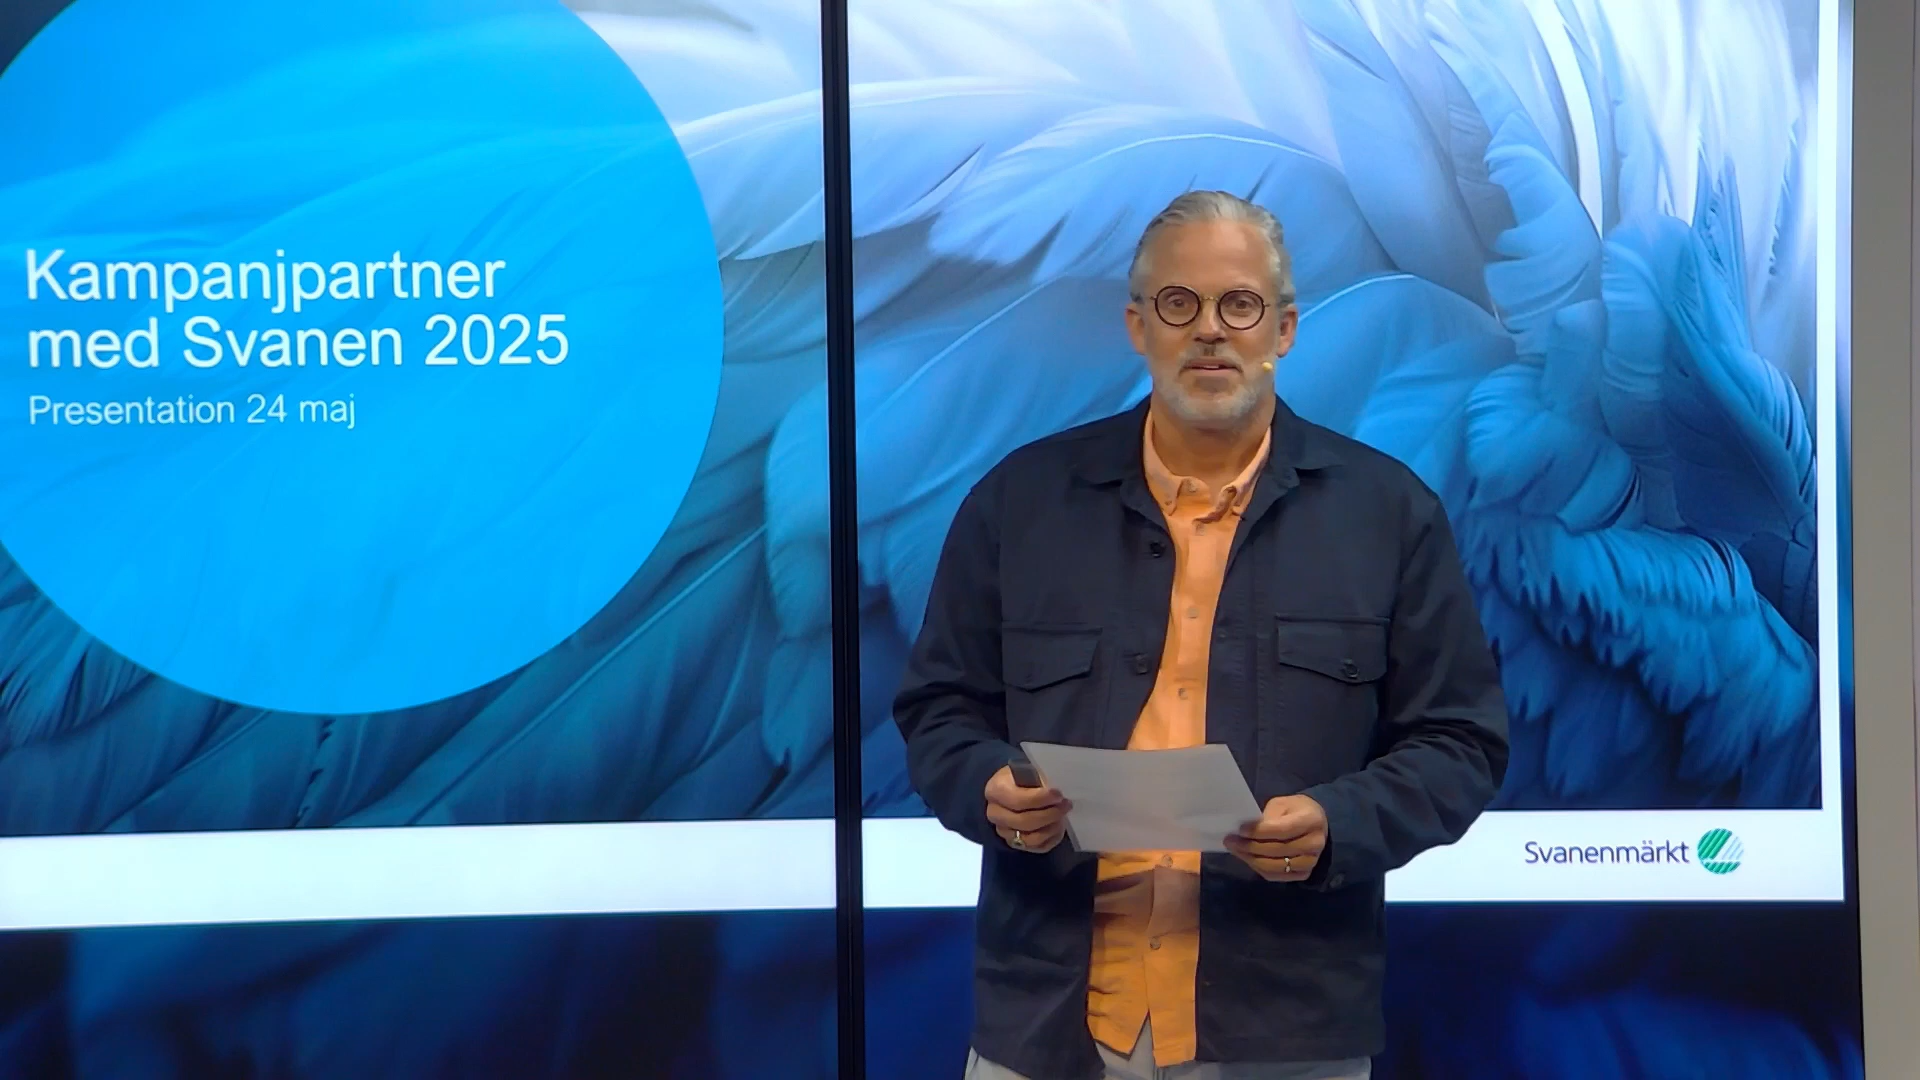 Kampanjpartner
med Svanen 2025
Presentation 24 maj
Svanenmärkt